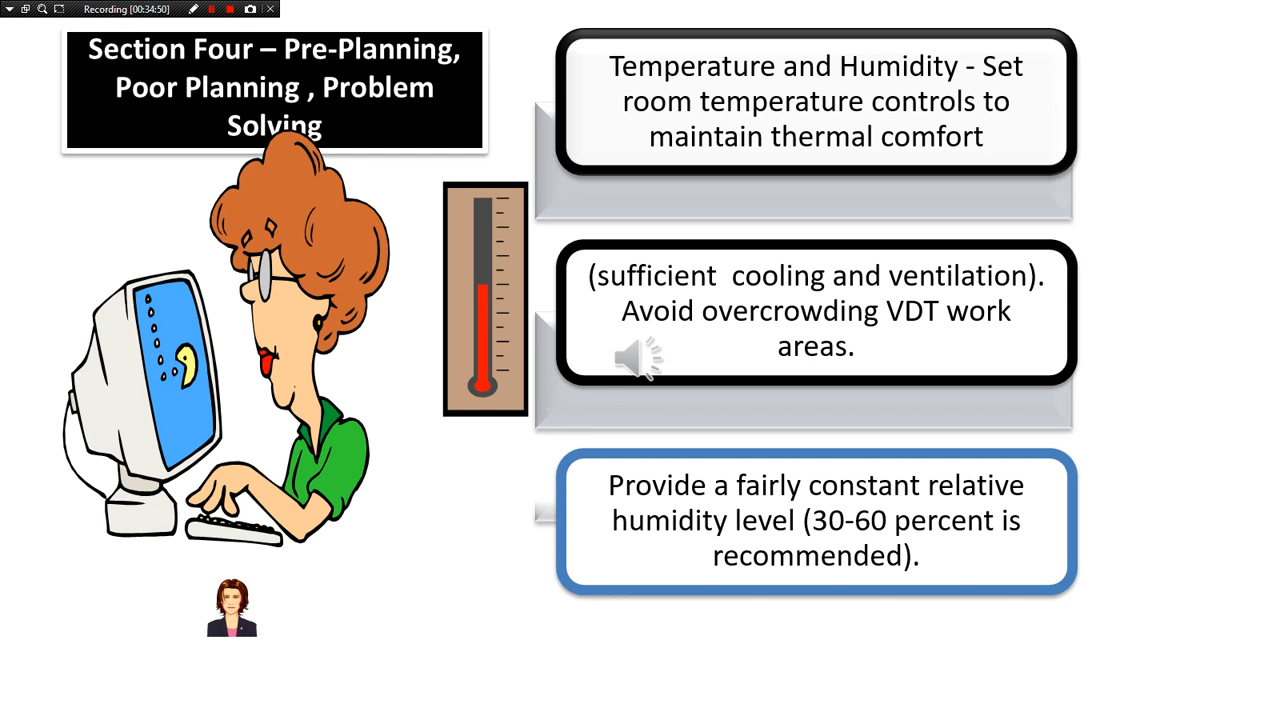 Recording [00:34:50]
Section Four – Pre-Planning,
Poor Planning , Problem
Solving
Temperature and Humidity - Set
room temperature controls to
maintain thermal comfort
(sufficient  cooling and ventilation).
Avoid overcrowding VDT work
areas.
Provide a fairly constant relative
humidity level (30-60 percent is
recommended).